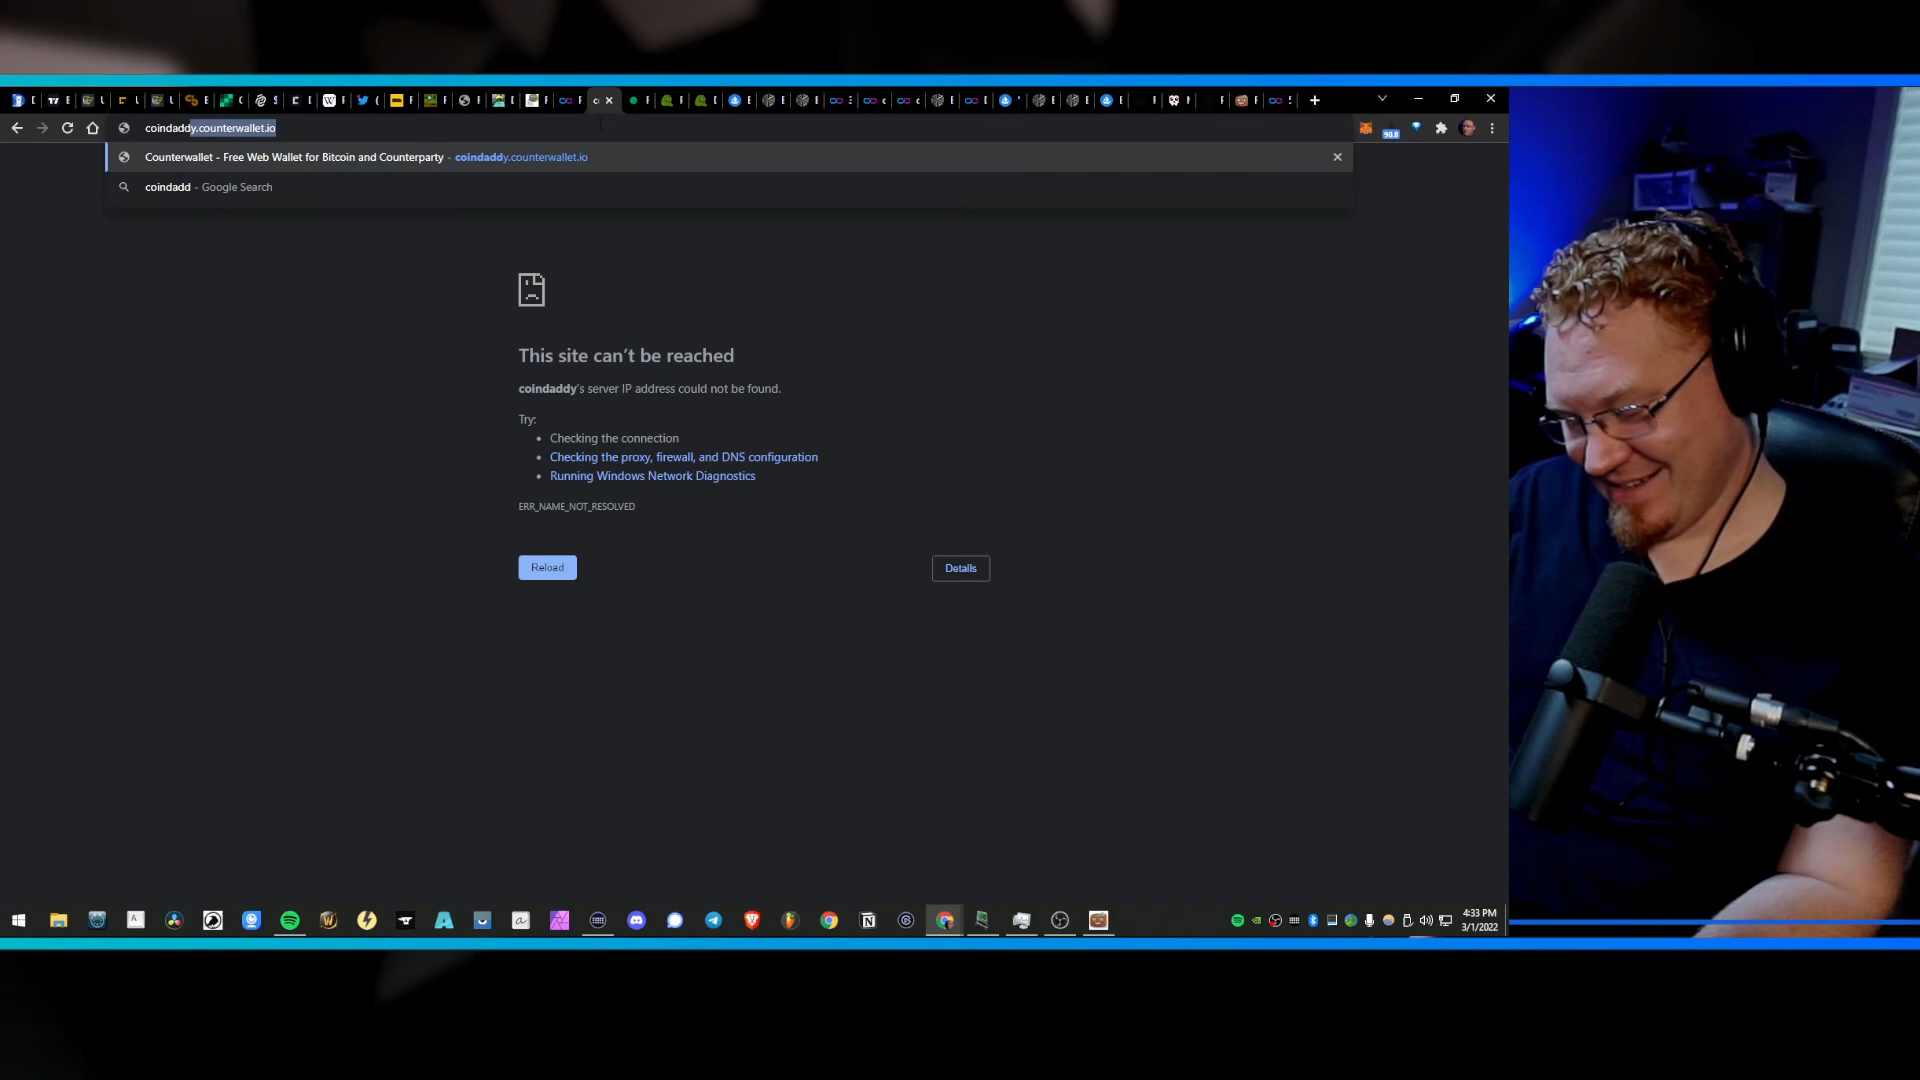 coindaddy.counterwallet.io
Counterwallet - Free Web Wallet for Bitcoin and Counterparty - coindaddy.counterwallet.io
coindadd - Google Search
This site can't be reached
coindaddy's server IP address could not be found.
Try:
Checking the connection
Checking the proxy, firewall, and DNS configuration
Running Windows Network Diagnostics
ERR_NAME_NOT_RESOLVED
Reload
Details
90.8
4:33 PM
3/1/2022